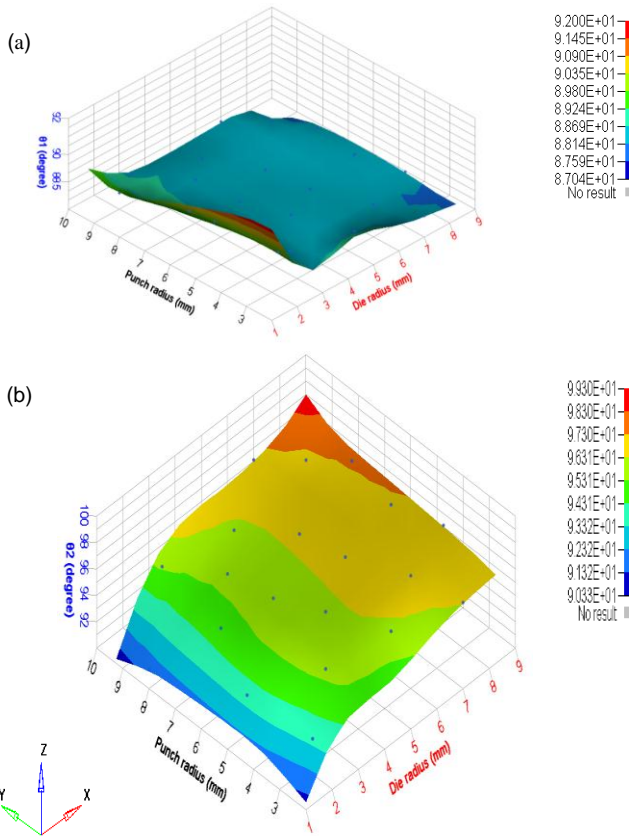 (a)
9.200E+01
9.145E+01
9.090E+01
9.035E+01
8.980E+01
8.924E+01
8.869E+01
8.814E+01
8.759E+01
8.704E+01
No result
92
90
θ1 (degree)
10
9
8
7
6
5
4
3
Punch radius (mm)
1
2
3
4
5
6
7
8
9
Die radius (mm)
(b)
9.930E+01
9.830E+01
9.730E+01
9.631E+01
9.531E+01
9.431E+01
9.332E+01
9.232E+01
9.132E+01
9.033E+01
No result
100
98
96
94
92
θ2 (degree)
10
9
8
7
6
5
4
3
Punch radius (mm)
1
2
3
4
5
6
7
8
9
Die radius (mm)
Z
Y
X